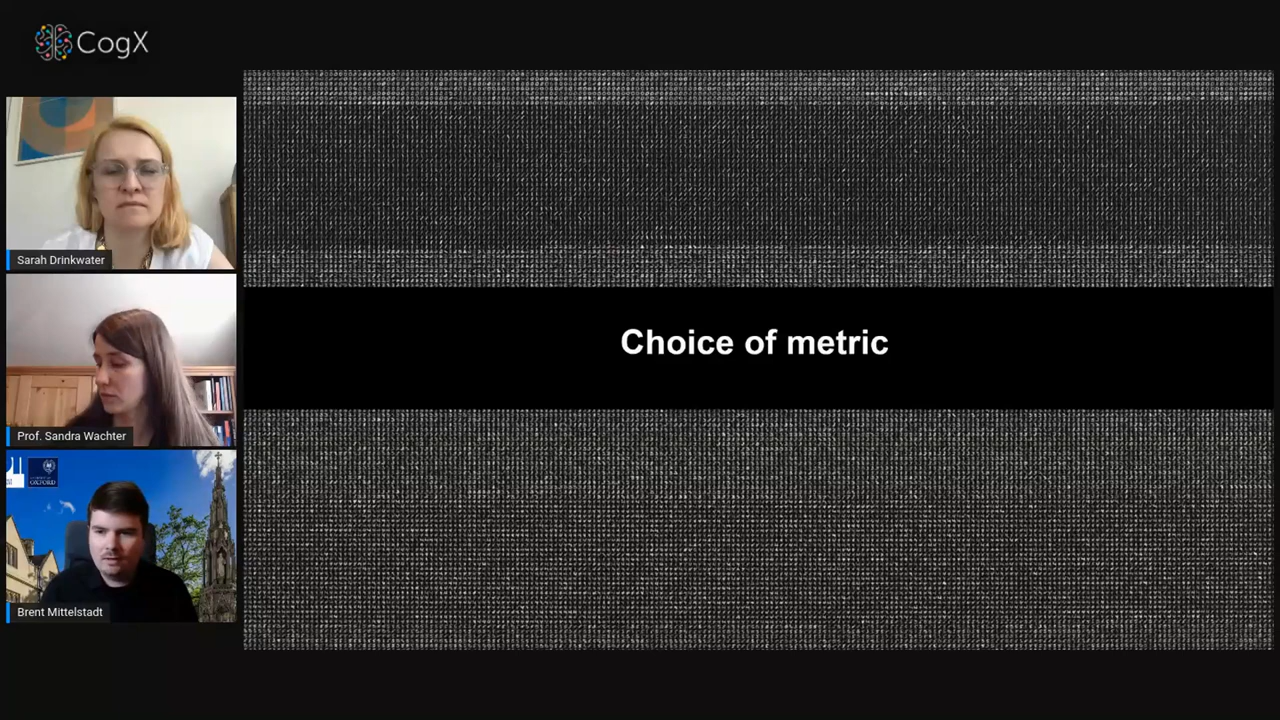 CogX
Sarah Drinkwater
Prof. Sandra Wachter
Brent Mittelstadt
OXFORD
Choice of metric